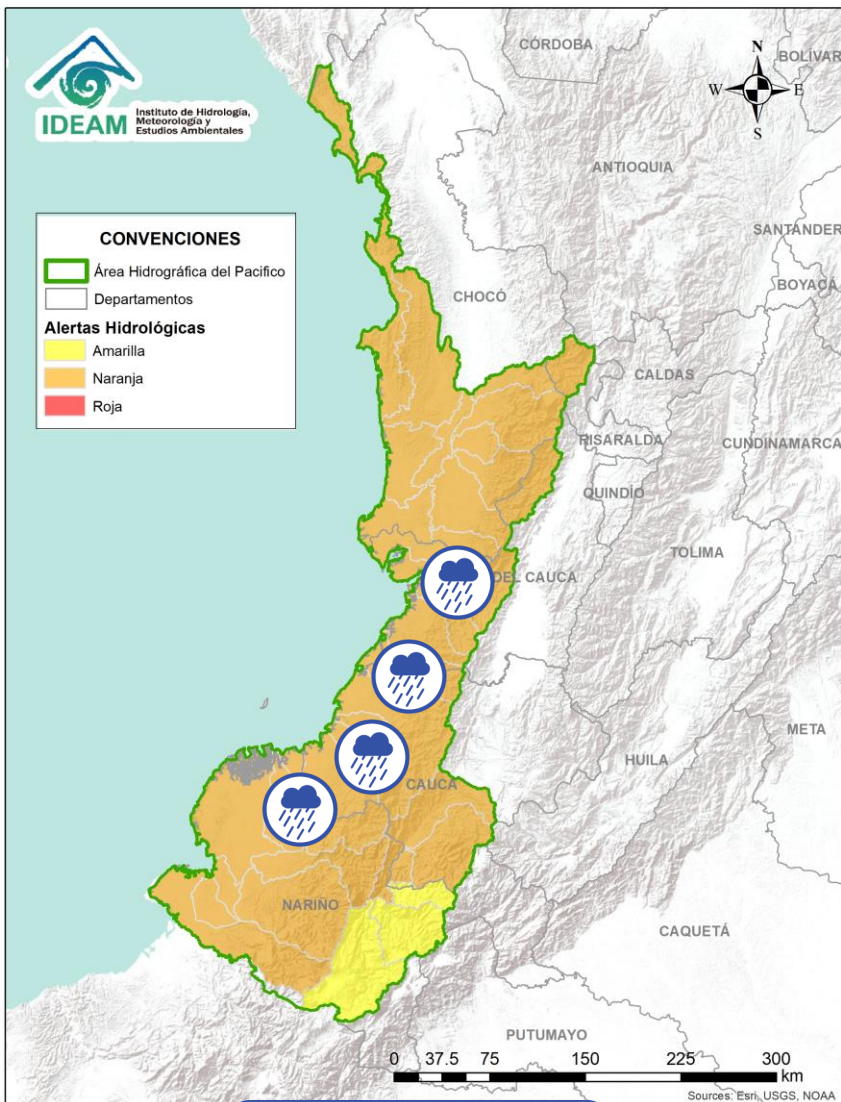 IDEAM
Instituto de Hidrología,
Meteorología y
Estudios Ambientales
CONVENCIONES
Área Hidrográfica del Pacifico
Departamentos
Alertas Hidrológicas
Amarilla
Naranja
Roja
N
W
E
S
CÓRDOBA
BOLÍVAR
ANTIOQUIA
SANTANDER
BOYACÁ
CHOCÓ
CALDAS
RISARALDA
CUNDINAMARCA
QUINDÍO
TOLIMA
DEL CAUCA
META
HUILA
CAUCA
NARIÑO
CAQUETÁ
PUTUMAYO
0 37.5 75 150 225 300
km
Sources: Esri, USGS, NOAA